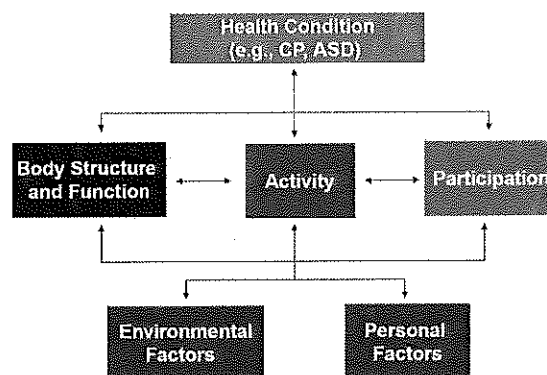 Health Condition
(e.g., CP, ASD)
Body Structure
and Function
Activity
Participation
Environmental
Factors
Personal
Factors